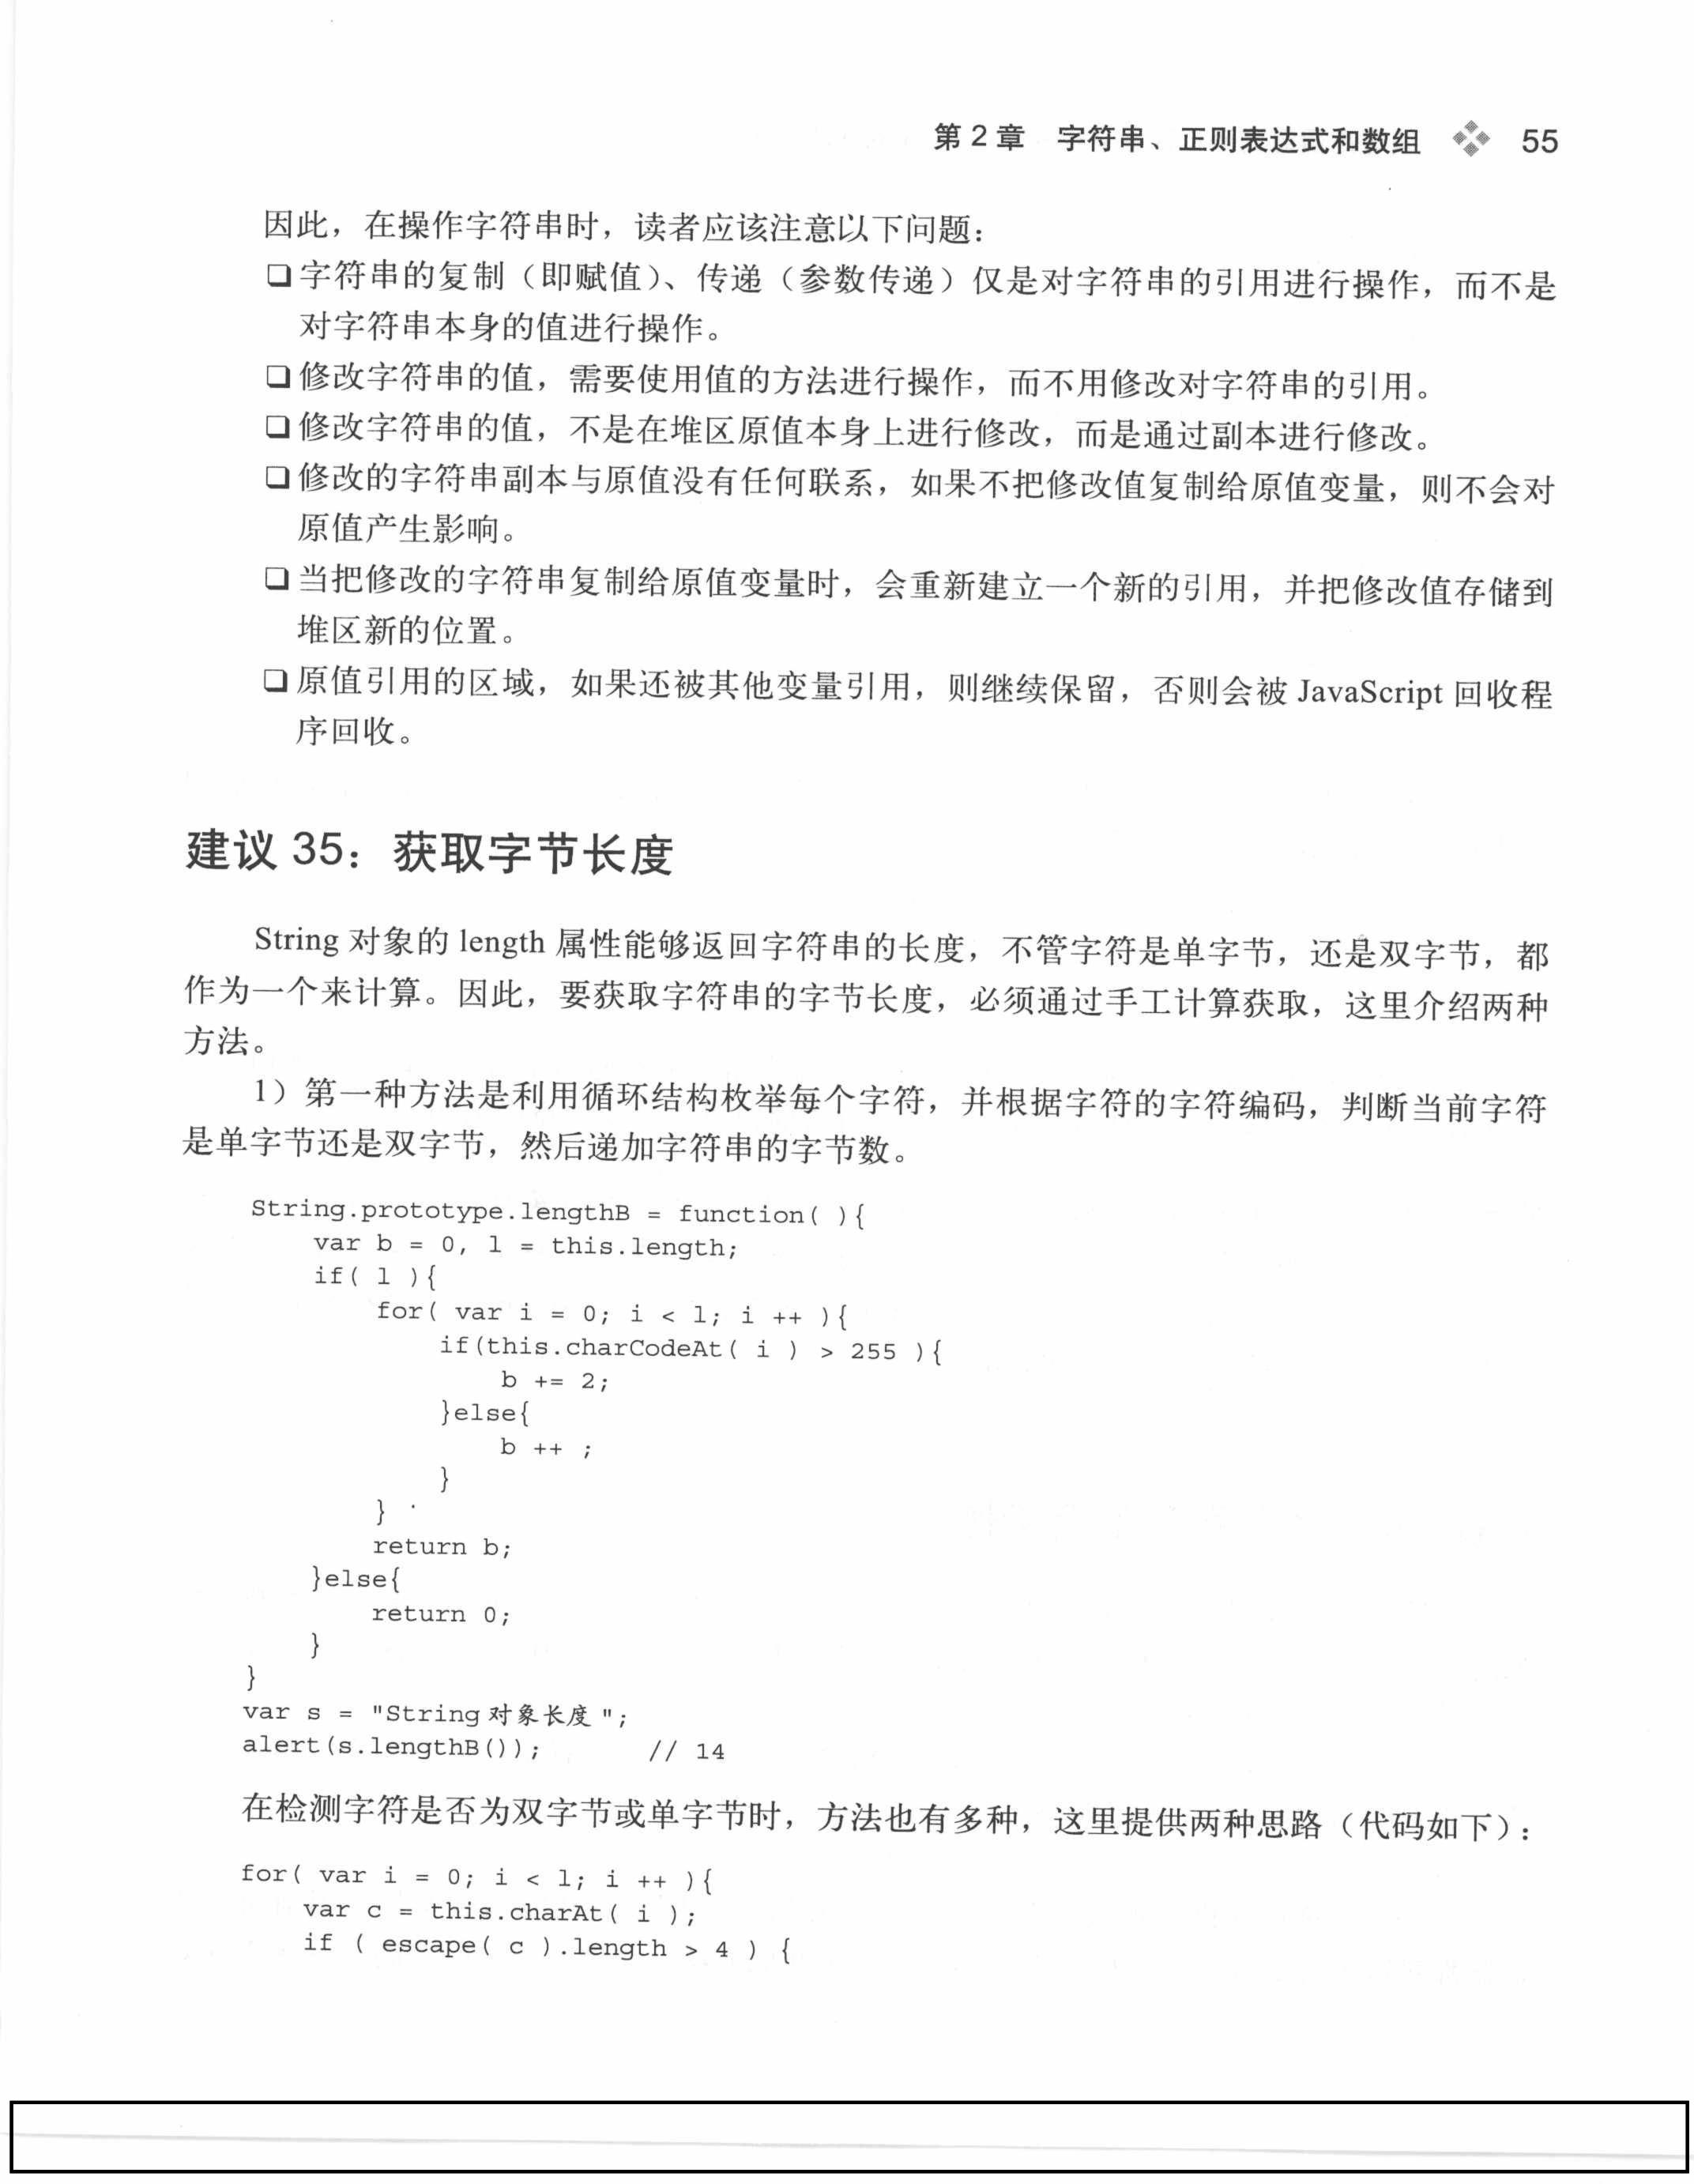 第 2 章 字符串、正则表达式和数组 55
因此，在操作字符串时，读者应该注意以下问题：
❑字符串的复制（即赋值）、传递（参数传递）仅是对字符串的引用进行操作，而不是
对字符串本身的值进行操作。
❑修改字符串的值，需要使用值的方法进行操作，而不用修改对字符串的引用。
❑修改字符串的值，不是在堆区原值本身上进行修改，而是通过副本进行修改。
❑修改的字符串副本与原值没有任何联系，如果不把修改值复制给原值变量，则不会对
原值产生影响。
❑当把修改的字符串复制给原值变量时，会重新建立一个新的引用，并把修改值存储到
堆区新的位置。
❑原值引用的区域，如果还被其他变量引用，则继续保留，否则会被 JavaScript 回收程
序回收。
建议 35：获取字节长度
String 对象的 length 属性能够返回字符串的长度，不管字符是单字节，还是双字节，都
作为一个来计算。因此，要获取字符串的字节长度，必须通过手工计算获取，这里介绍两种
方法。
1）第一种方法是利用循环结构枚举每个字符，并根据字符的字符编码，判断当前字符
是单字节还是双字节，然后递加字符串的字节数。
String.prototype.lengthB = function( ){
    var b = 0, l = this.length;
    if( l ){
        for( var i = 0; i < l; i ++ ){
            if(this.charCodeAt( i ) > 255 ){
                b += 2;
            }else{
                b ++ ;
            }
        }
        return b;
    }else{
        return 0;
    }
}
var s = "String 对象长度 ";
alert(s.lengthB());       // 14
在检测字符是否为双字节或单字节时，方法也有多种，这里提供两种思路（代码如下）：
for( var i = 0; i < l; i ++ ){
    var c = this.charAt( i );
    if ( escape( c ).length > 4 ) {